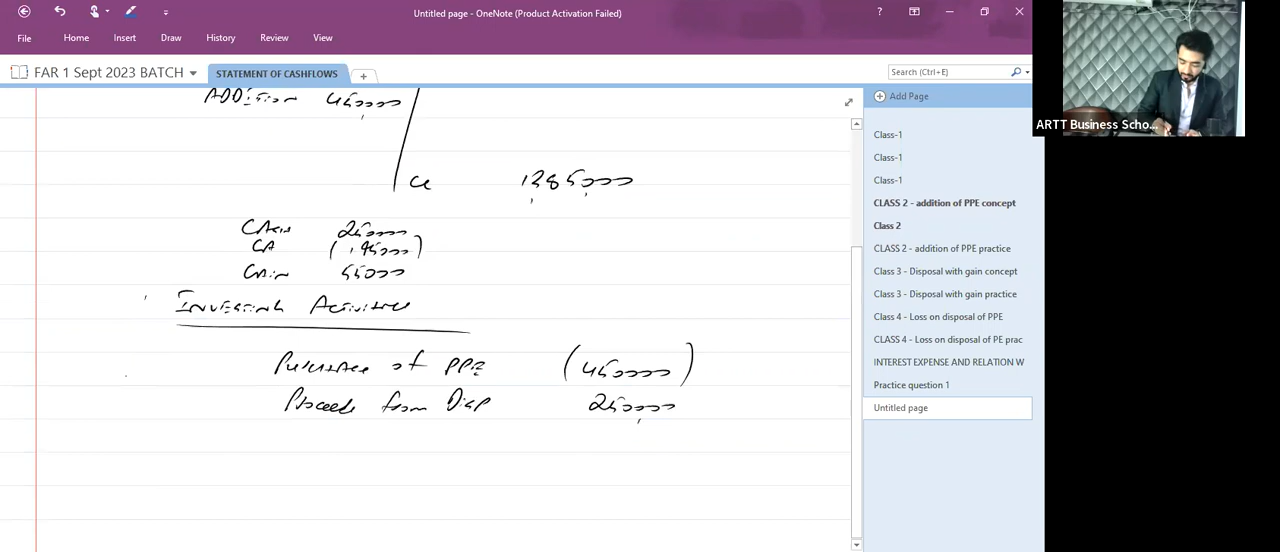 Untitled page - OneNote (Product Activation Failed)
?
File Home Insert Draw History Review View
FAR 1 Sept 2023 BATCH
STATEMENT OF CASHFLOWS
Search (Ctrl+E)
ADDITION 450000
Cl 1385000
CASH 250000
CA (195000)
GAIN 55000
INVESTING Activities
Purchase of PPE (450000)
Proceeds from Disp 250000
Add Page
Class-1
Class-1
Class-1
CLASS 2 - addition of PPE concept
Class 2
CLASS 2 - addition of PPE practice
Class 3 - Disposal with gain concept
Class 3 - Disposal with gain practice
Class 4 - Loss on disposal of PPE
CLASS 4 - Loss on disposal of PE prac
INTEREST EXPENSE AND RELATION W
Practice question 1
Untitled page
ARTT Business Scho...